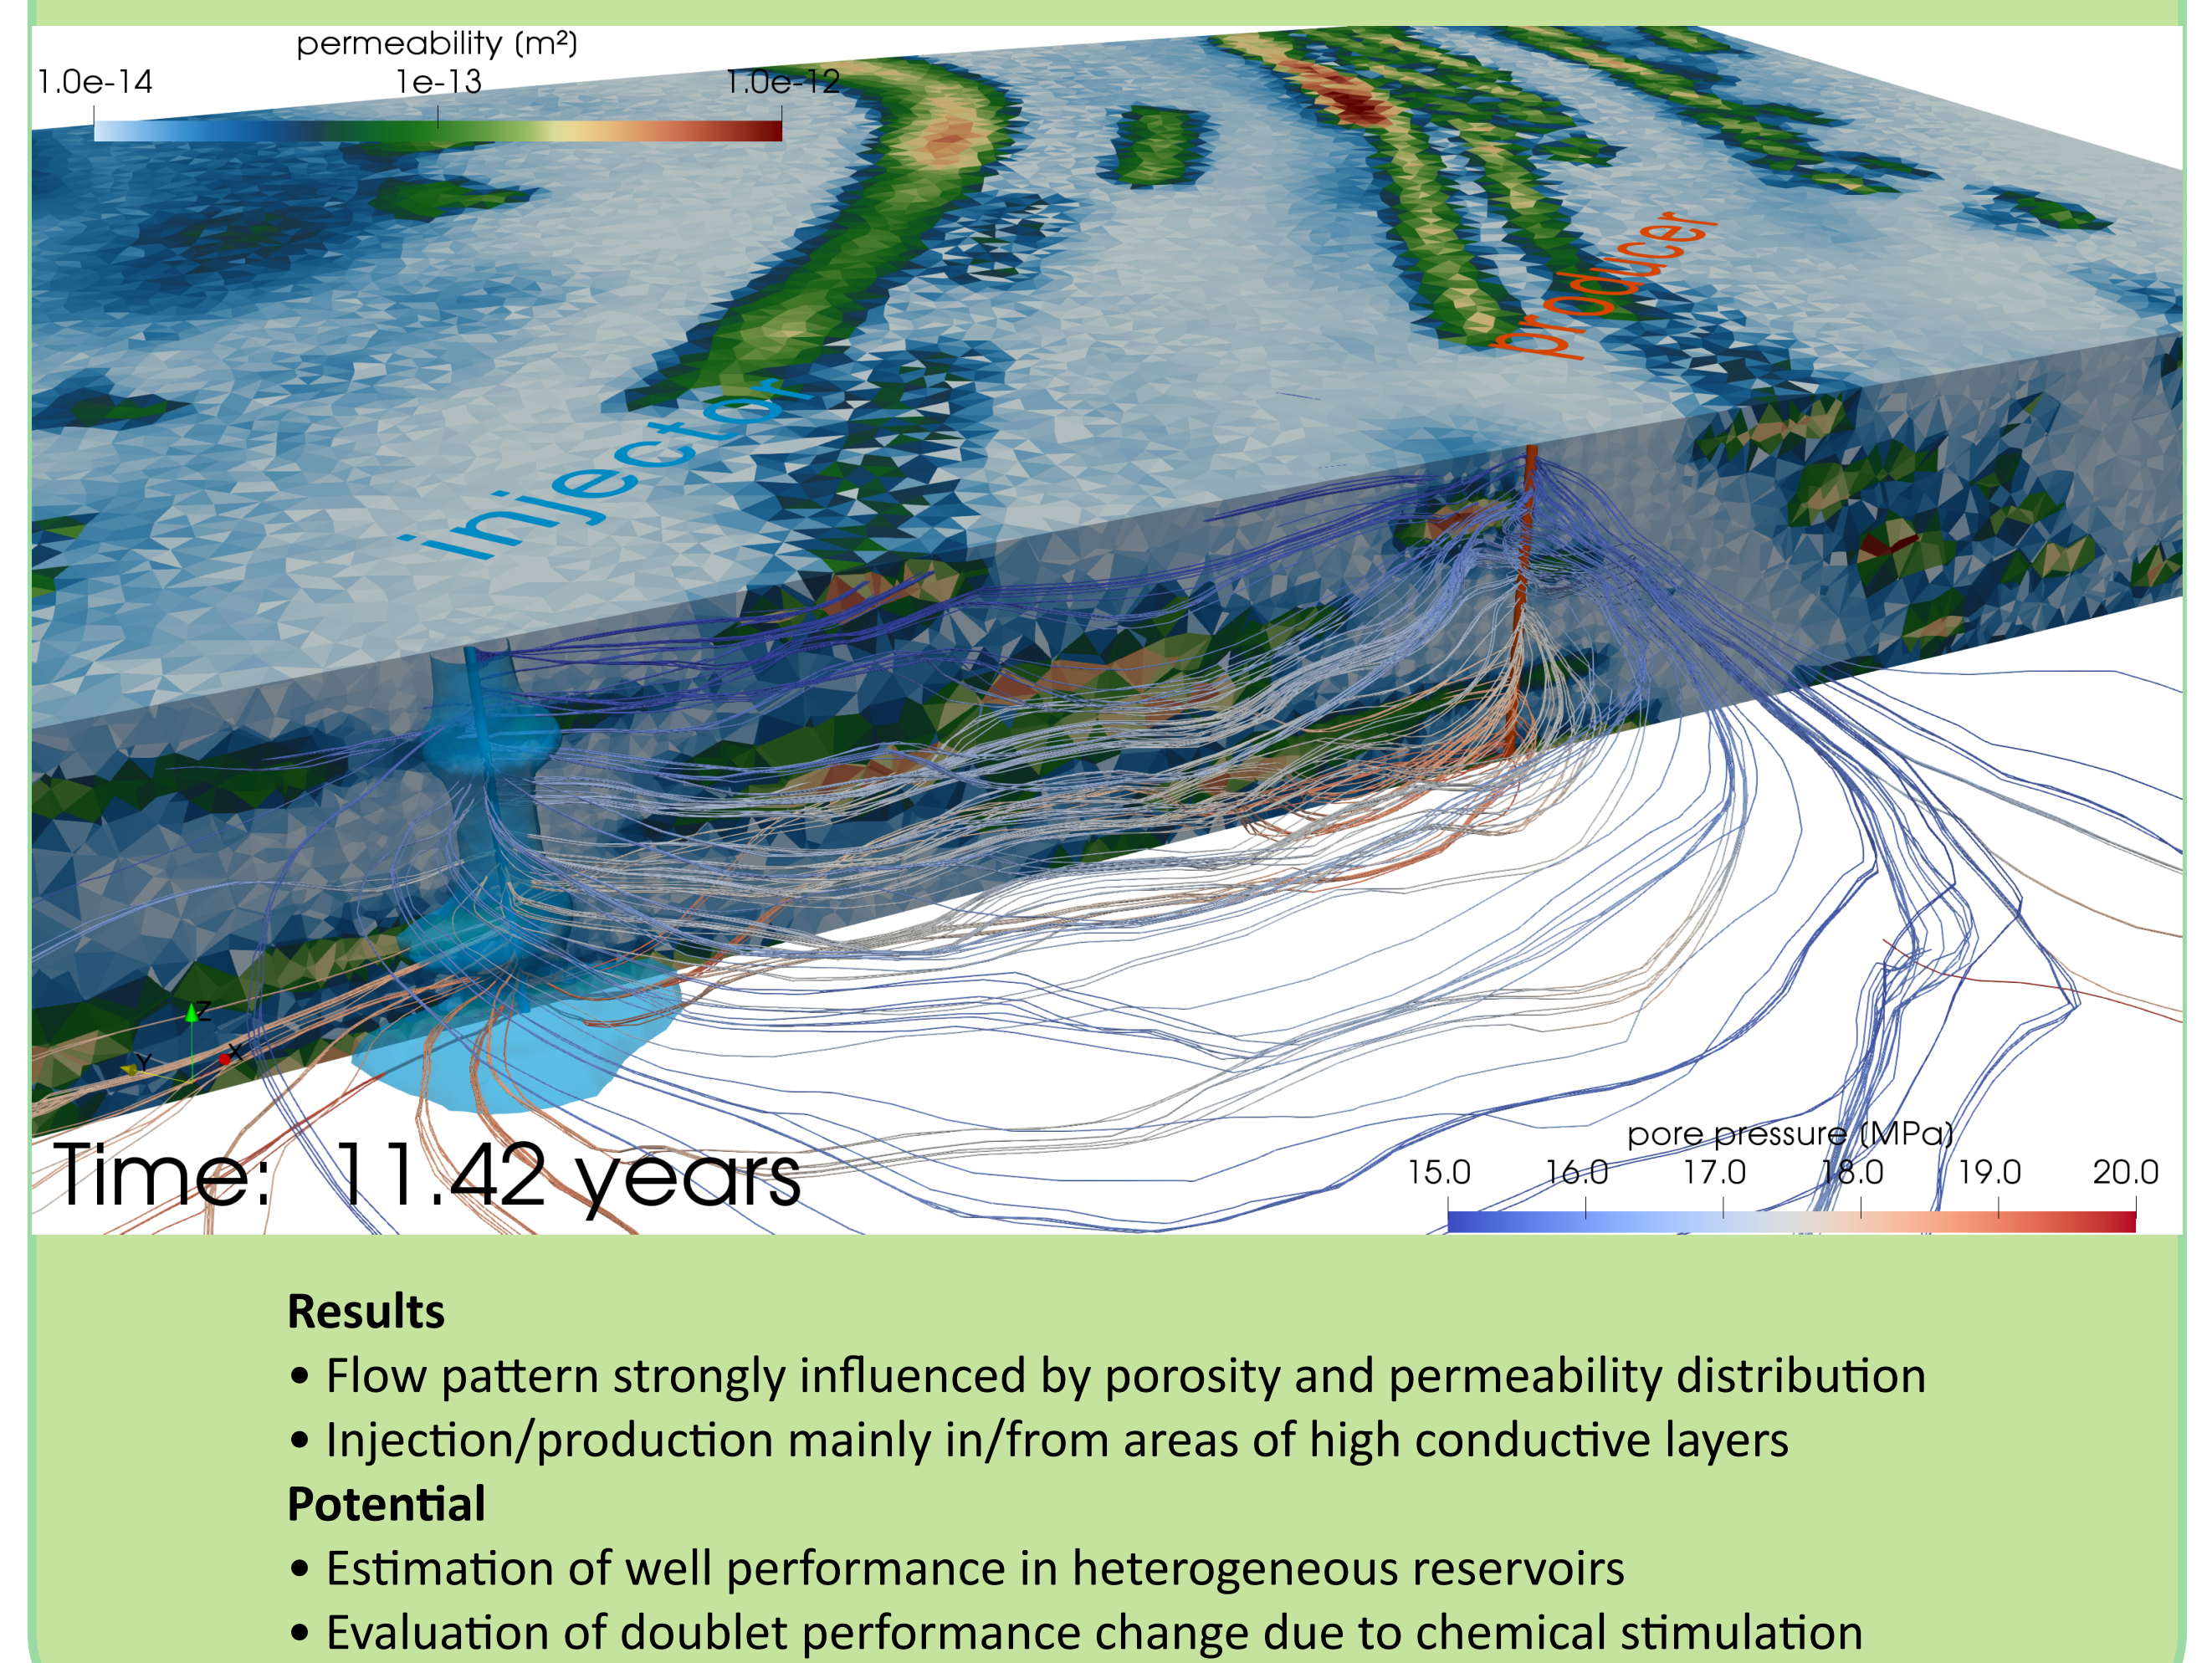 permeability (m²)
1.0e-14 1e-13 1.0e-12
producer
injector
Z
Y X
Time: 11.42 years
pore pressure (MPa)
15.0 16.0 17.0 18.0 19.0 20.0
Results
• Flow pattern strongly influenced by porosity and permeability distribution
• Injection/production mainly in/from areas of high conductive layers
Potential
• Estimation of well performance in heterogeneous reservoirs
• Evaluation of doublet performance change due to chemical stimulation